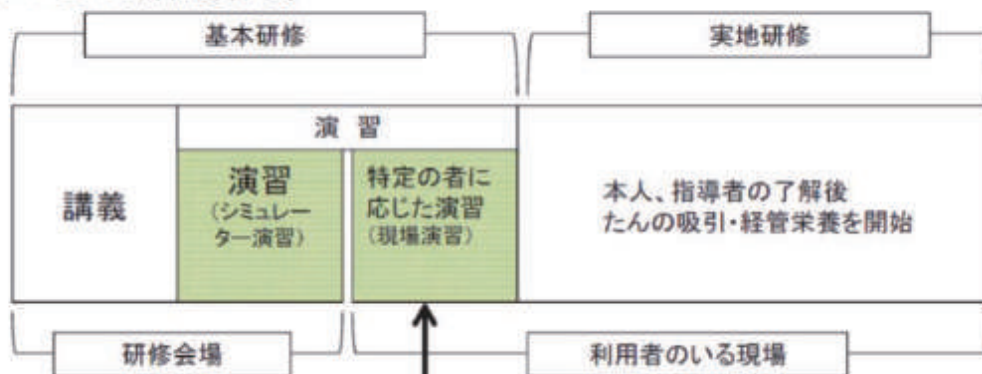 基本研修
実地研修
演 習
講義
演習
(シミュレー
ター演習)
特定の者に
応じた演習
(現場演習)
本人、指導者の了解後
たんの吸引・経管栄養を開始
研修会場
利用者のいる現場